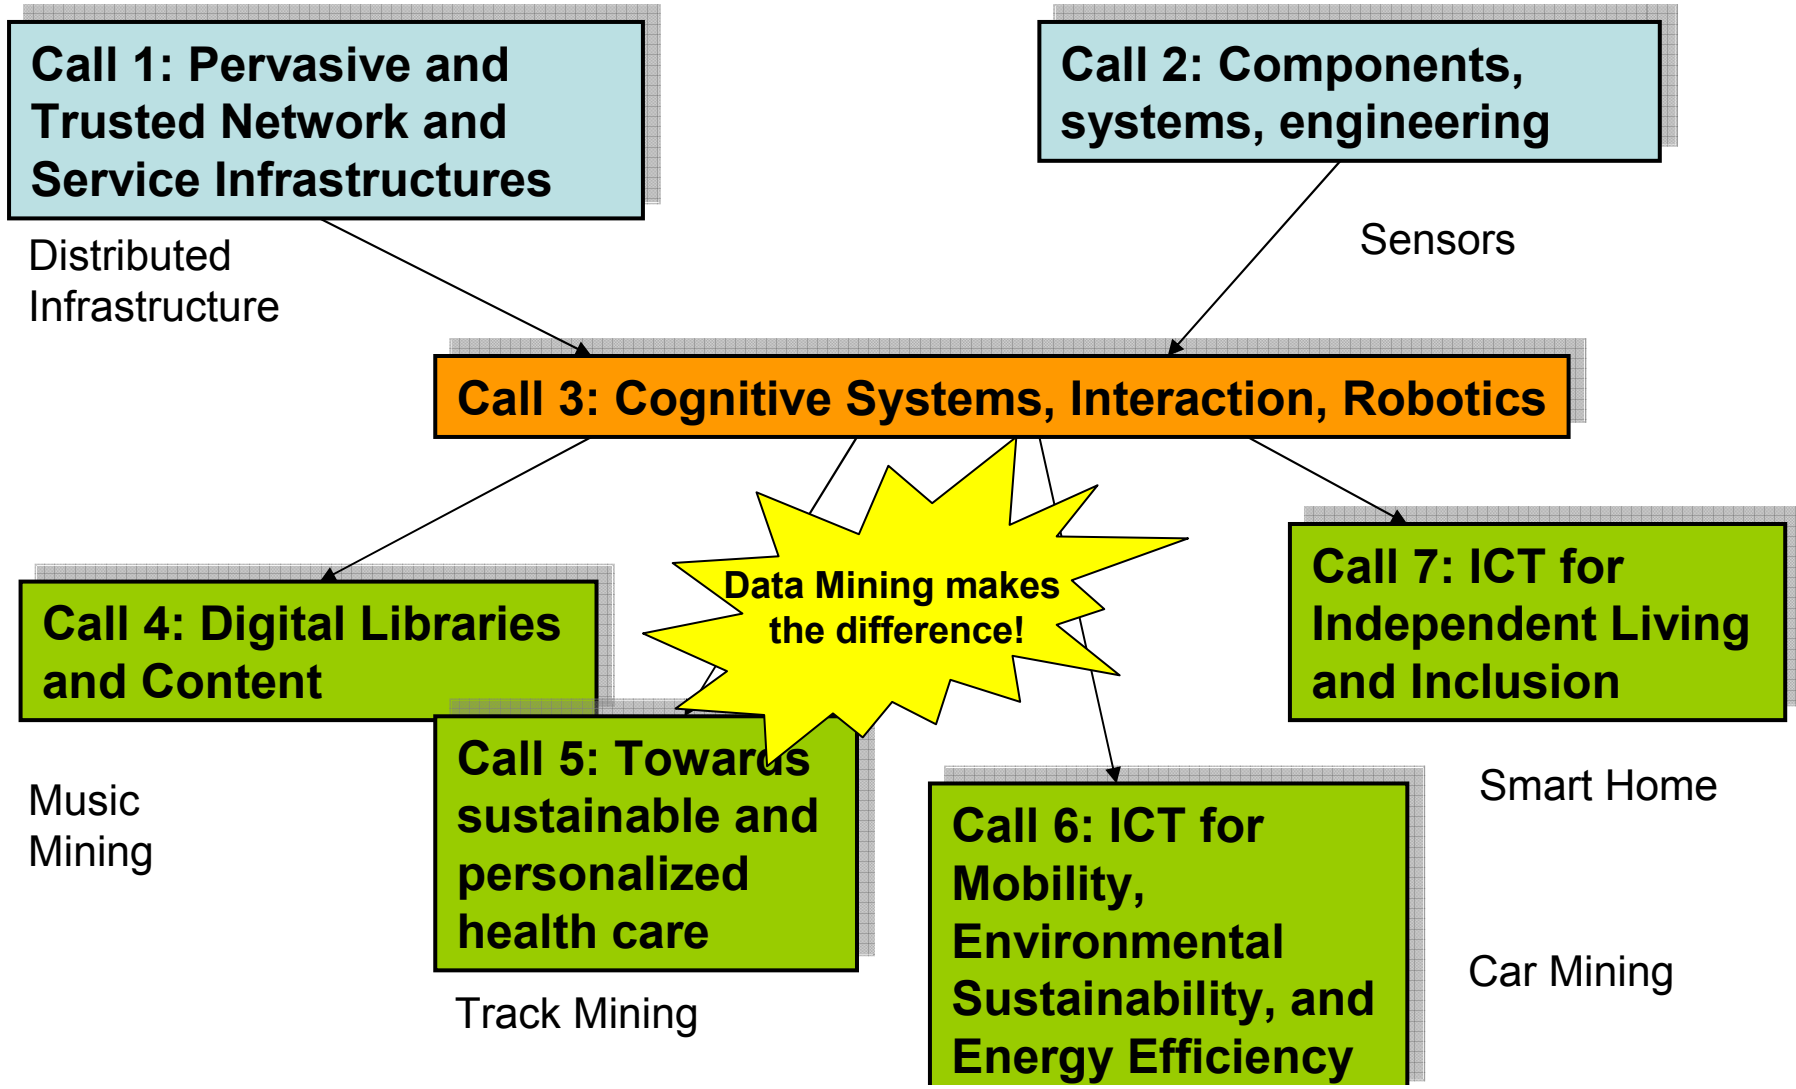 Call 1: Pervasive and
Trusted Network and
Service Infrastructures
Call 2: Components,
systems, engineering
Distributed
Infrastructure
Sensors
Call 3: Cognitive Systems, Interaction, Robotics
Data Mining makes
the difference!
Call 4: Digital Libraries
and Content
Call 7: ICT for
Independent Living
and Inclusion
Music
Mining
Call 5: Towards
sustainable and
personalized
health care
Track Mining
Call 6: ICT for
Mobility,
Environmental
Sustainability, and
Energy Efficiency
Smart Home
Car Mining